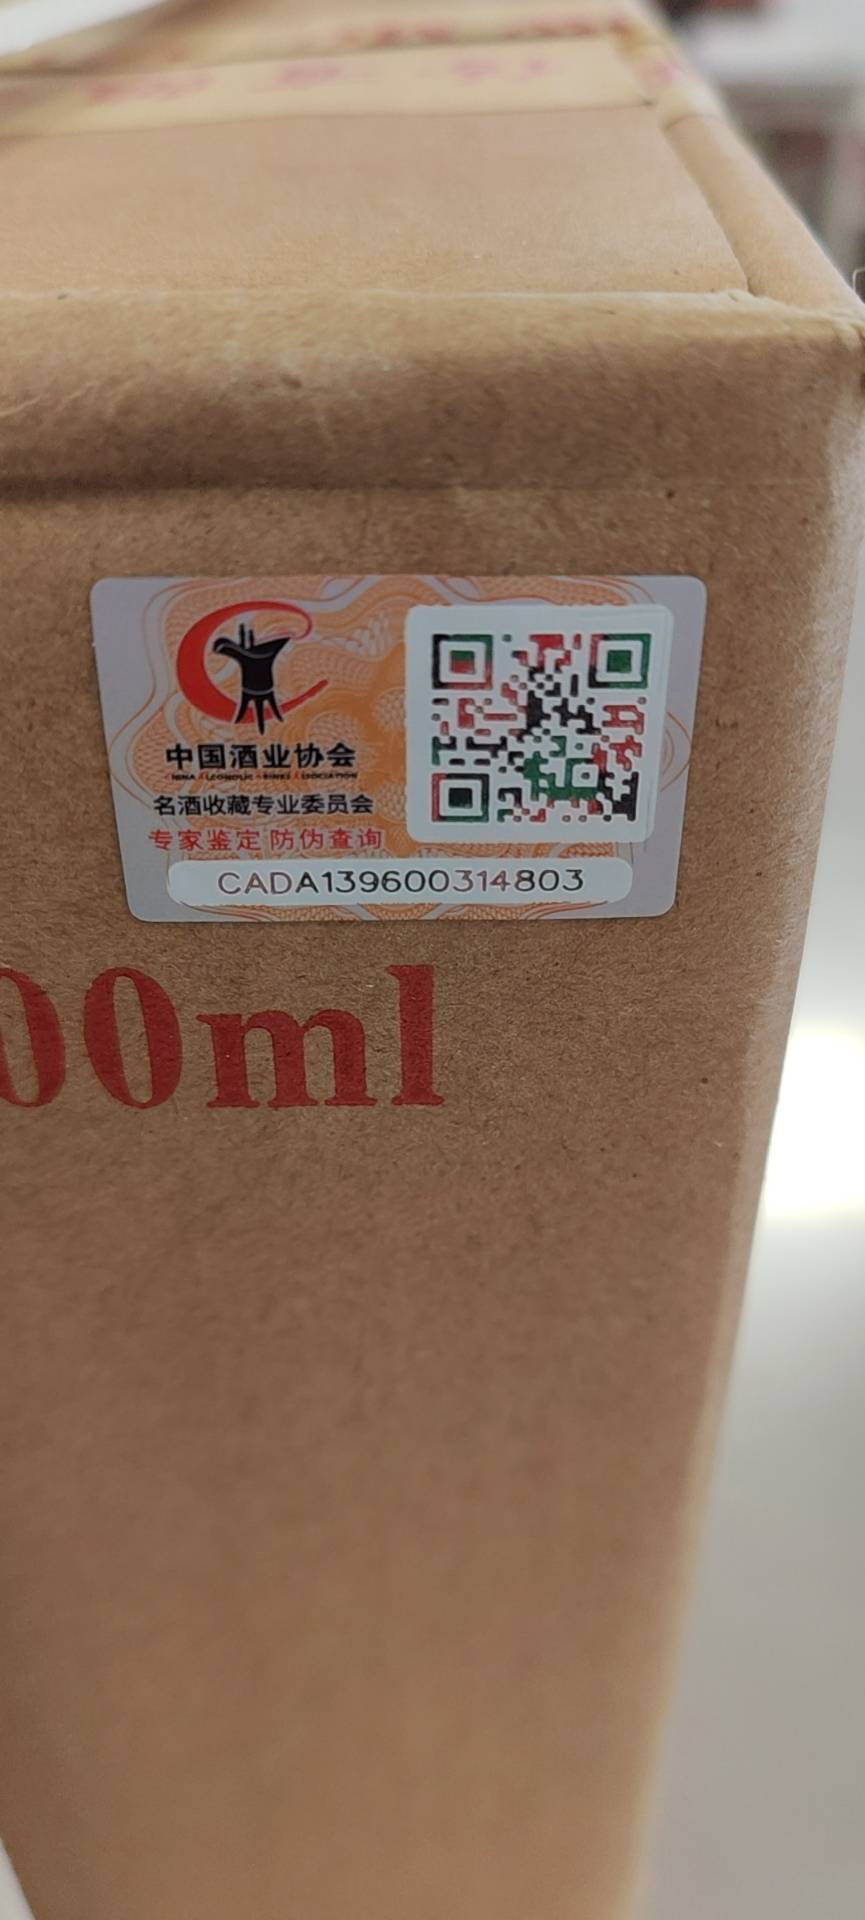 中国酒业协会
名酒收藏专业委员会
专家鉴定 防伪查询
CADA139600314803
00ml